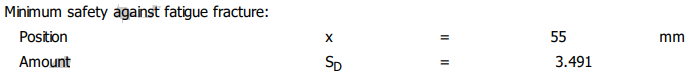 Minimum safety against fatigue fracture:
Position x = 55 mm
Amount S_D = 3.491